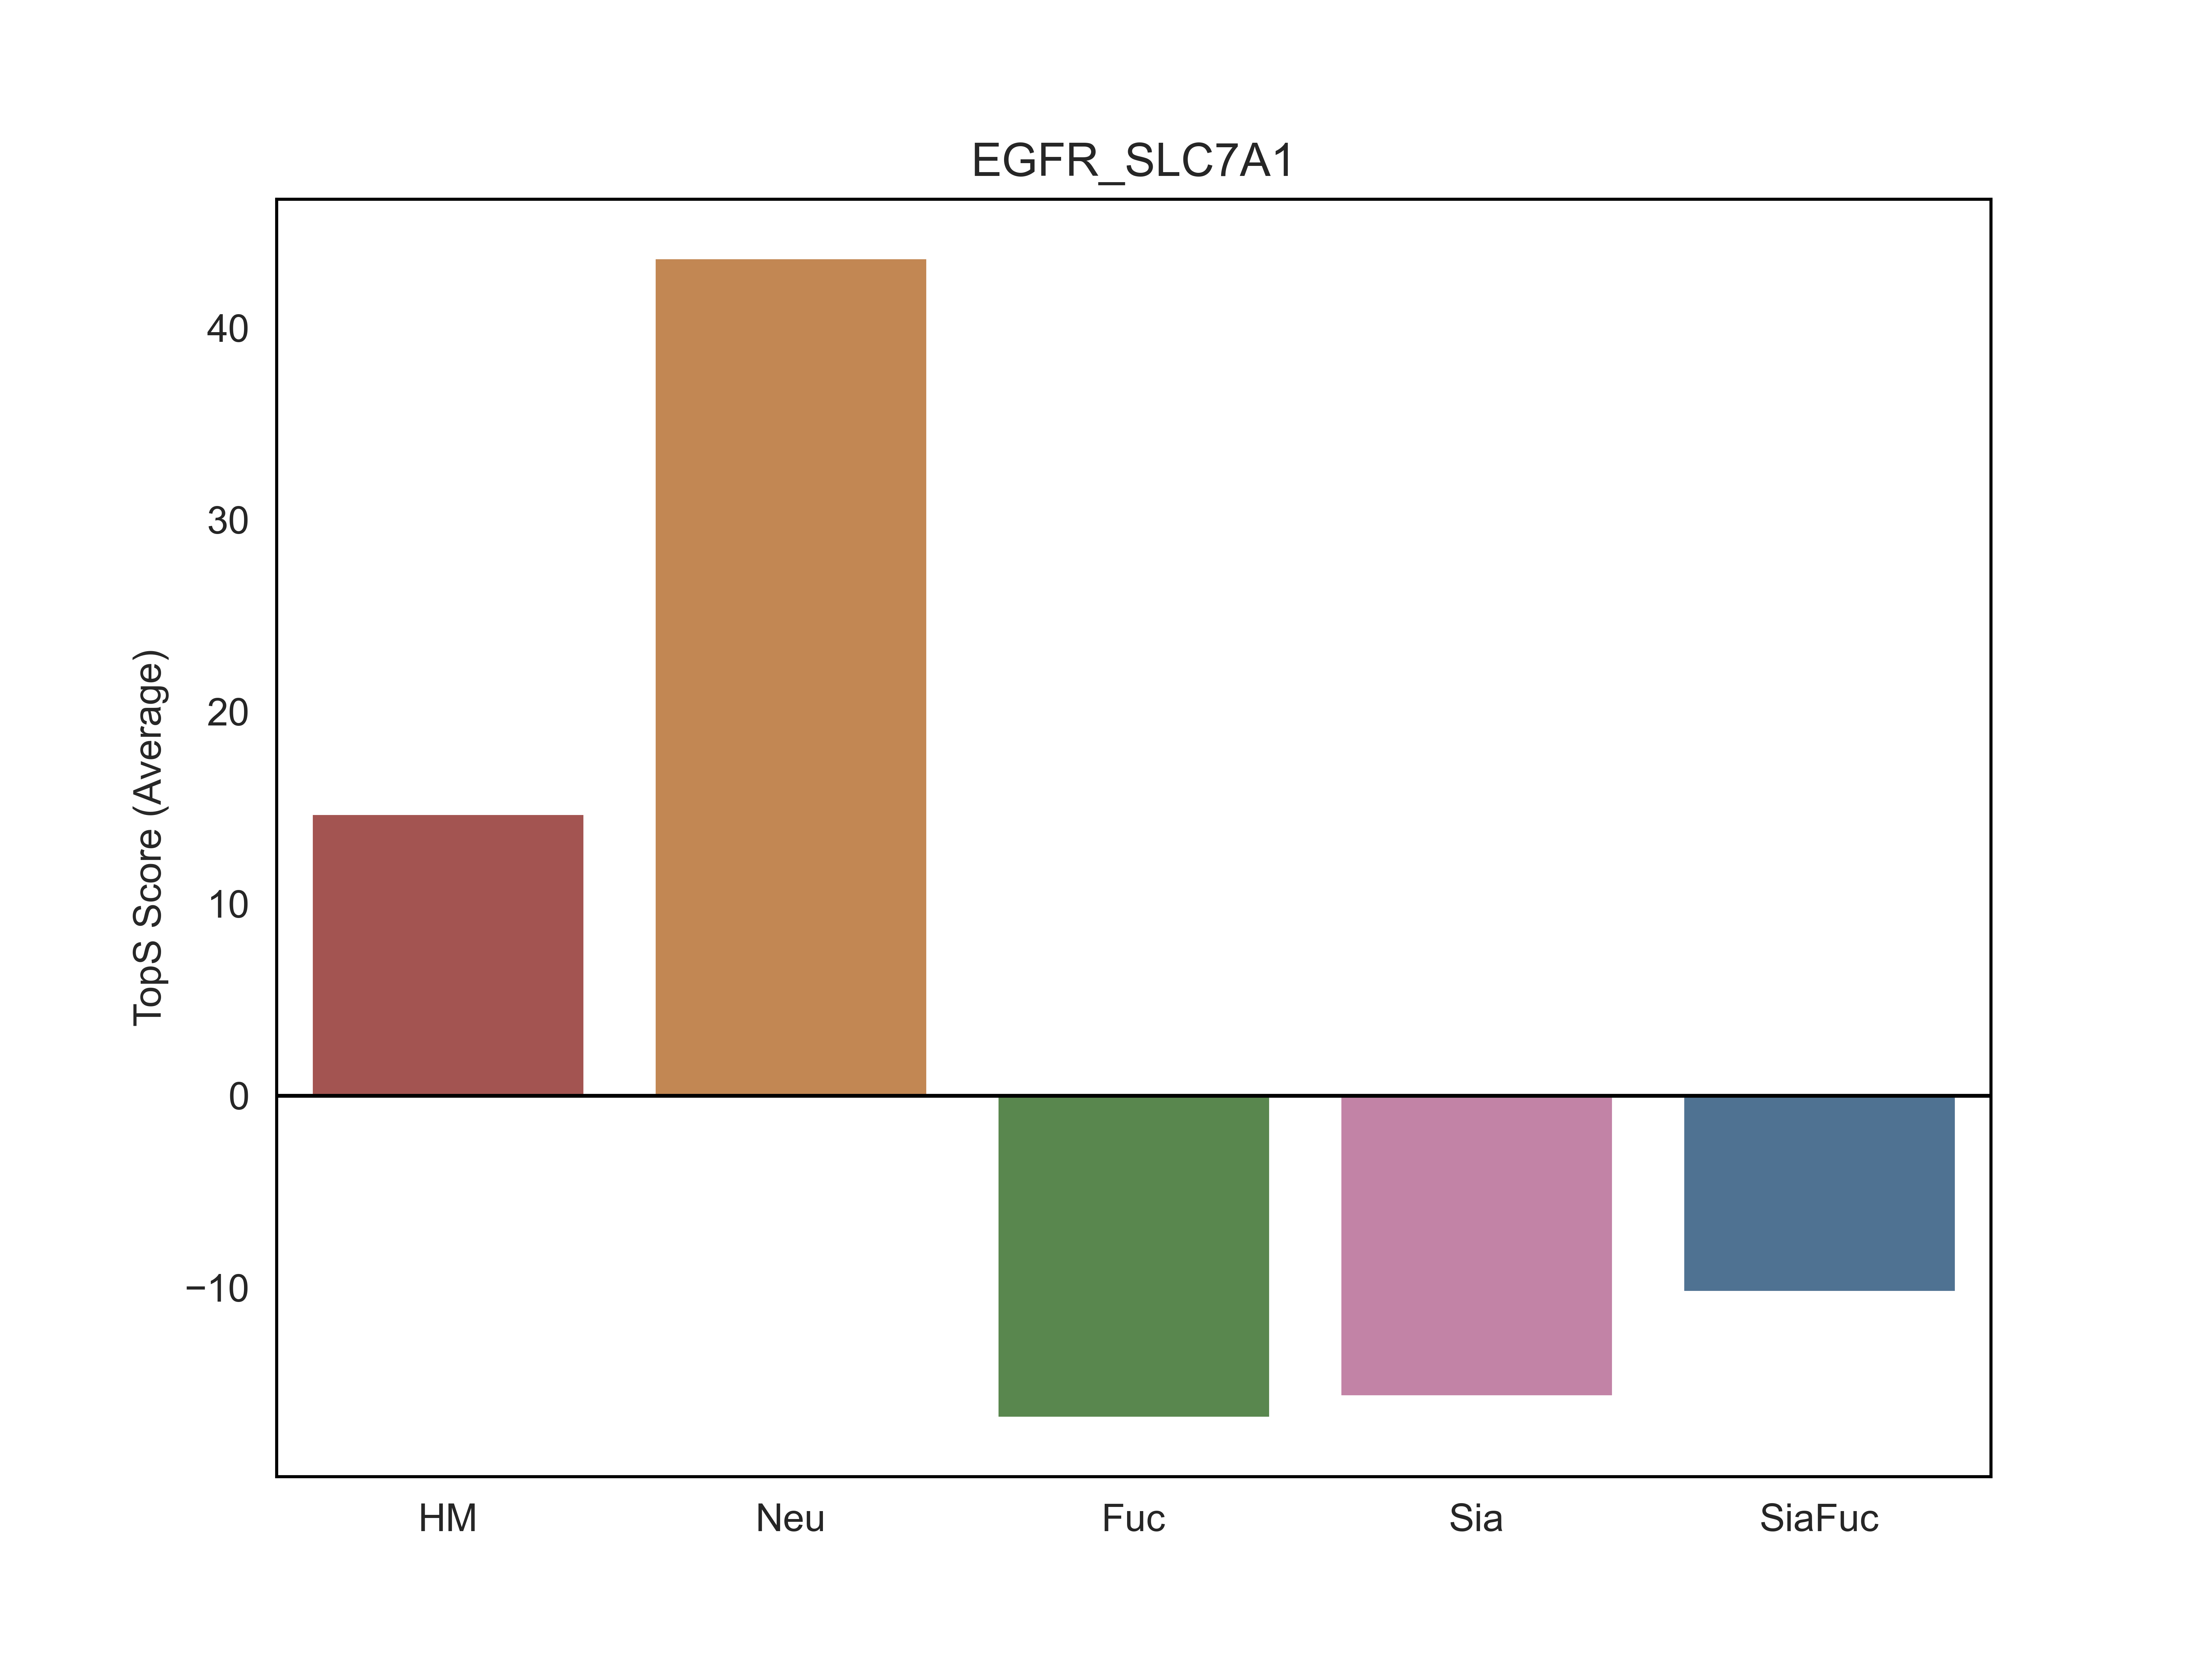 EGFR_SLC7A1
TopS Score (Average)
40
30
20
10
0
−10
HM
Neu
Fuc
Sia
SiaFuc